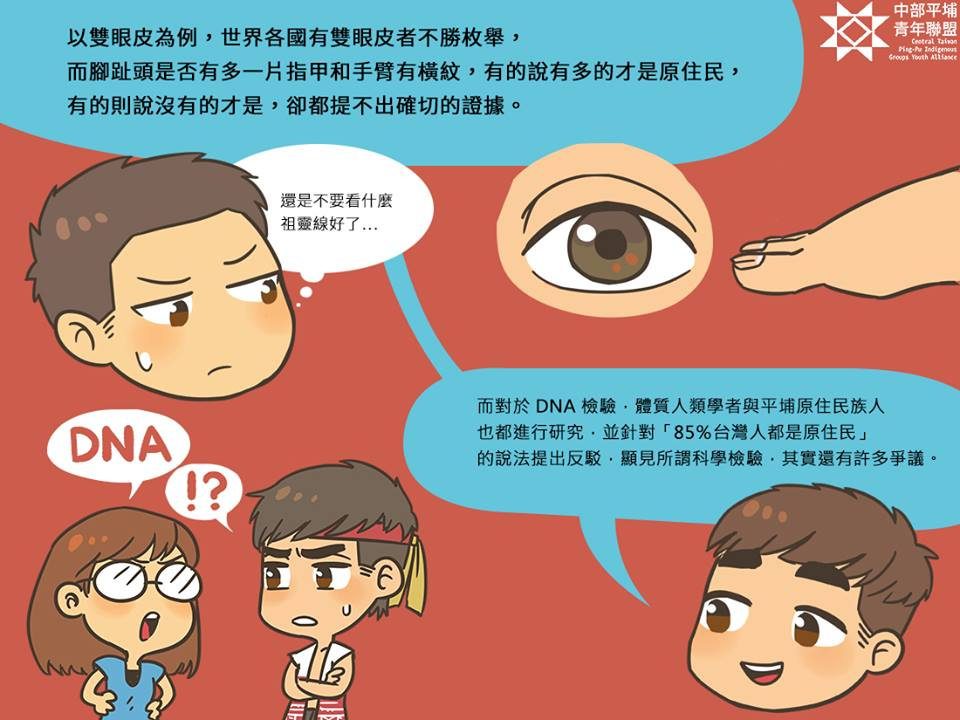 中部平埔
青年聯盟
Central Taiwan
Ping-Pu Indigenous
Groups Youth Alliance
以雙眼皮為例，世界各國有雙眼皮者不勝枚舉，
而腳趾頭是否有多一片指甲和手臂有橫紋，有的說有多的才是原住民，
有的則說沒有的才是，卻都提不出確切的證據。
還是不要看什麼
祖靈線好了...
而對於 DNA 檢驗，體質人類學者與平埔原住民族人
也都進行研究，並針對「85%台灣人都是原住民」
的說法提出反駁，顯見所謂科學檢驗，其實還有許多爭議。
DNA
!?